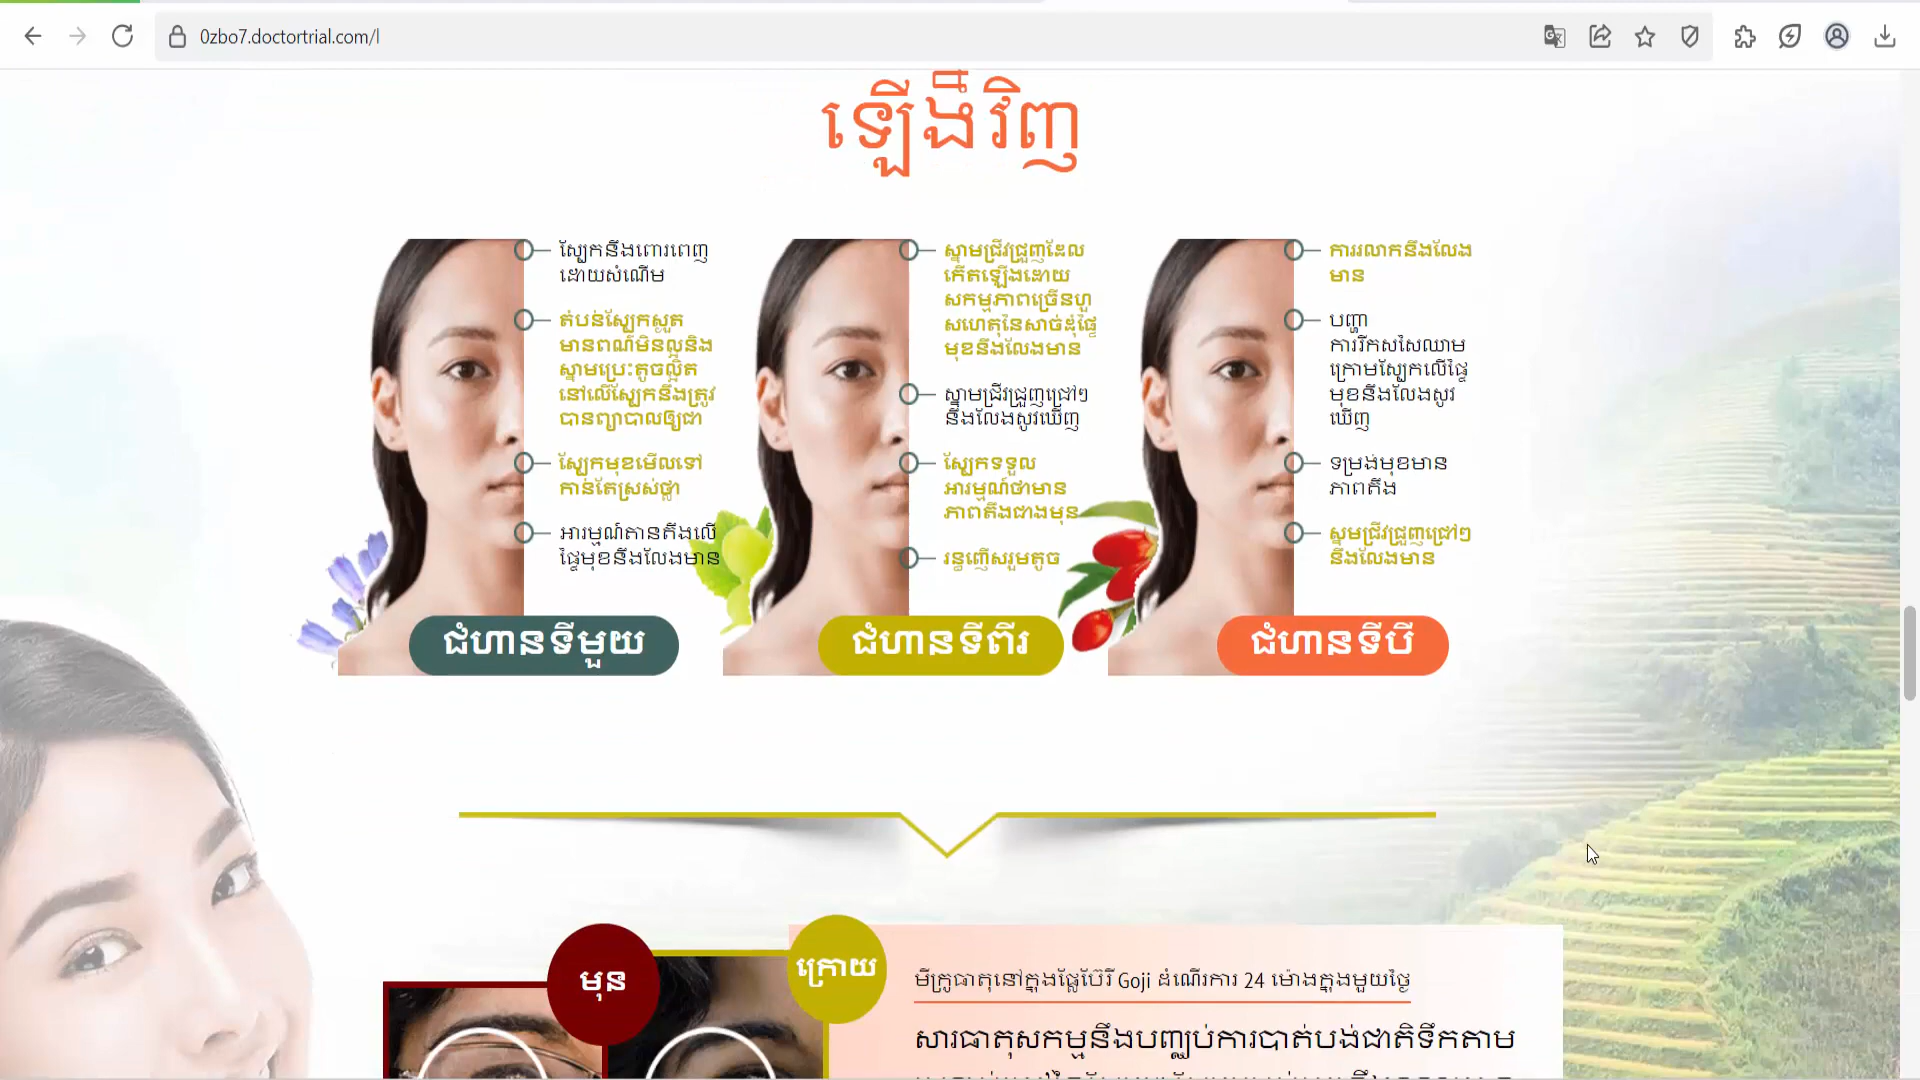 0zbo7.doctortrial.com/l
ឡើងវិញ
ស្បែកនឹងពោរពេញ
ដោយសំណើម
តំបន់ស្បែកស្ងួត
មានពណ៌មិនល្អនិង
ស្នាមប្រេះតូចល្អិត
នៅលើស្បែកនឹងត្រូវ
បានព្យាបាលឲ្យជា
ស្បែកមុខមើលទៅ
កាន់តែស្រស់ថ្លា
អារម្មណ៍តានតឹងលើ
ផ្ទៃមុខនឹងលែងមាន
ជំហានទីមួយ
ស្នាមជ្រីវជ្រួញដែល
កើតឡើងដោយ
សកម្មភាពច្រើនហួ
សហេតុនៃសាច់ដុំផ្ទៃ
មុខនឹងលែងមាន
ស្នាមជ្រីវជ្រួញជ្រៅៗ
នឹងលែងសូវឃើញ
ស្បែកទទួល
អារម្មណ៍ថាមាន
ភាពតឹងជាងមុន
រន្ធញើសរួមតូច
ជំហានទីពីរ
ការរលាកនឹងលែង
មាន
បញ្ហា
ការរីកសសៃឈាម
ក្រោមស្បែកលើផ្ទៃ
មុខនឹងលែងសូវ
ឃើញ
ទម្រង់មុខមាន
ភាពតឹង
ស្នមជ្រីវជ្រួញជ្រៅៗ
នឹងលែងមាន
ជំហានទីបី
មុន
ក្រោយ
មីក្រូធាតុនៅក្នុងផ្លែប៊ែរី Goji ដំណើរការ 24 ម៉ោងក្នុងមួយថ្ងៃ
សារធាតុសកម្មនឹងបញ្ឈប់ការបាត់បង់ជាតិទឹកតាម